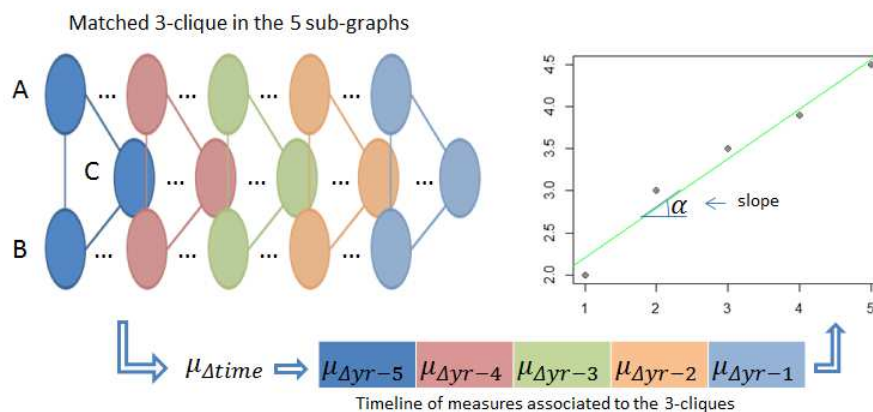 Matched 3-clique in the 5 sub-graphs
A ... ... ... ...
C ... ... ... ...
B ... ... ... ...
4.5
4.0
3.5
3.0
2.5
2.0
α ← slope
1 2 3 4 5
μΔtime μΔyr−5 μΔyr−4 μΔyr−3 μΔyr−2 μΔyr−1
Timeline of measures associated to the 3-cliques